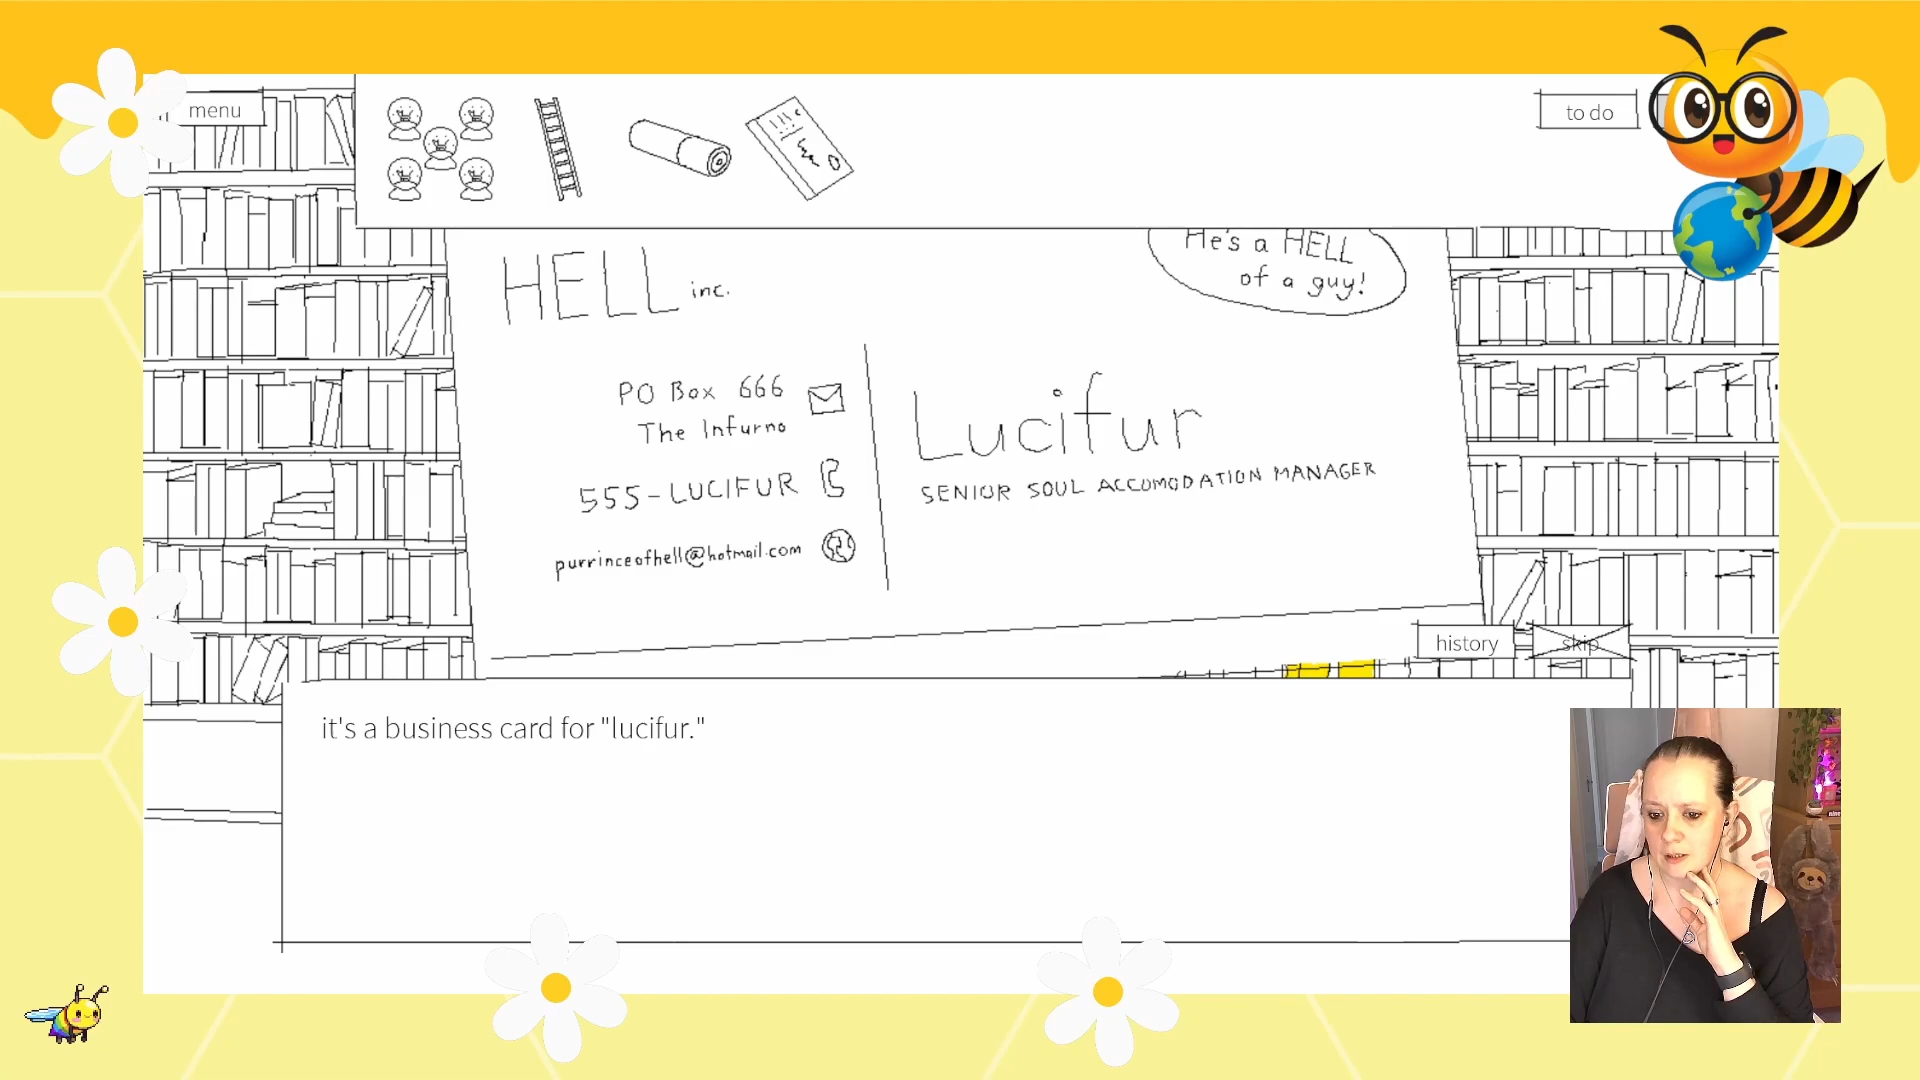 menu
to do
He's a HELL
of a guy!
HELL inc.
PO Box 666
The Infurno
555-LUCIFUR
purrinceofhell@hotmail.com
Lucifur
SENIOR SOUL ACCOMODATION MANAGER
history
skip
it's a business card for "lucifur."